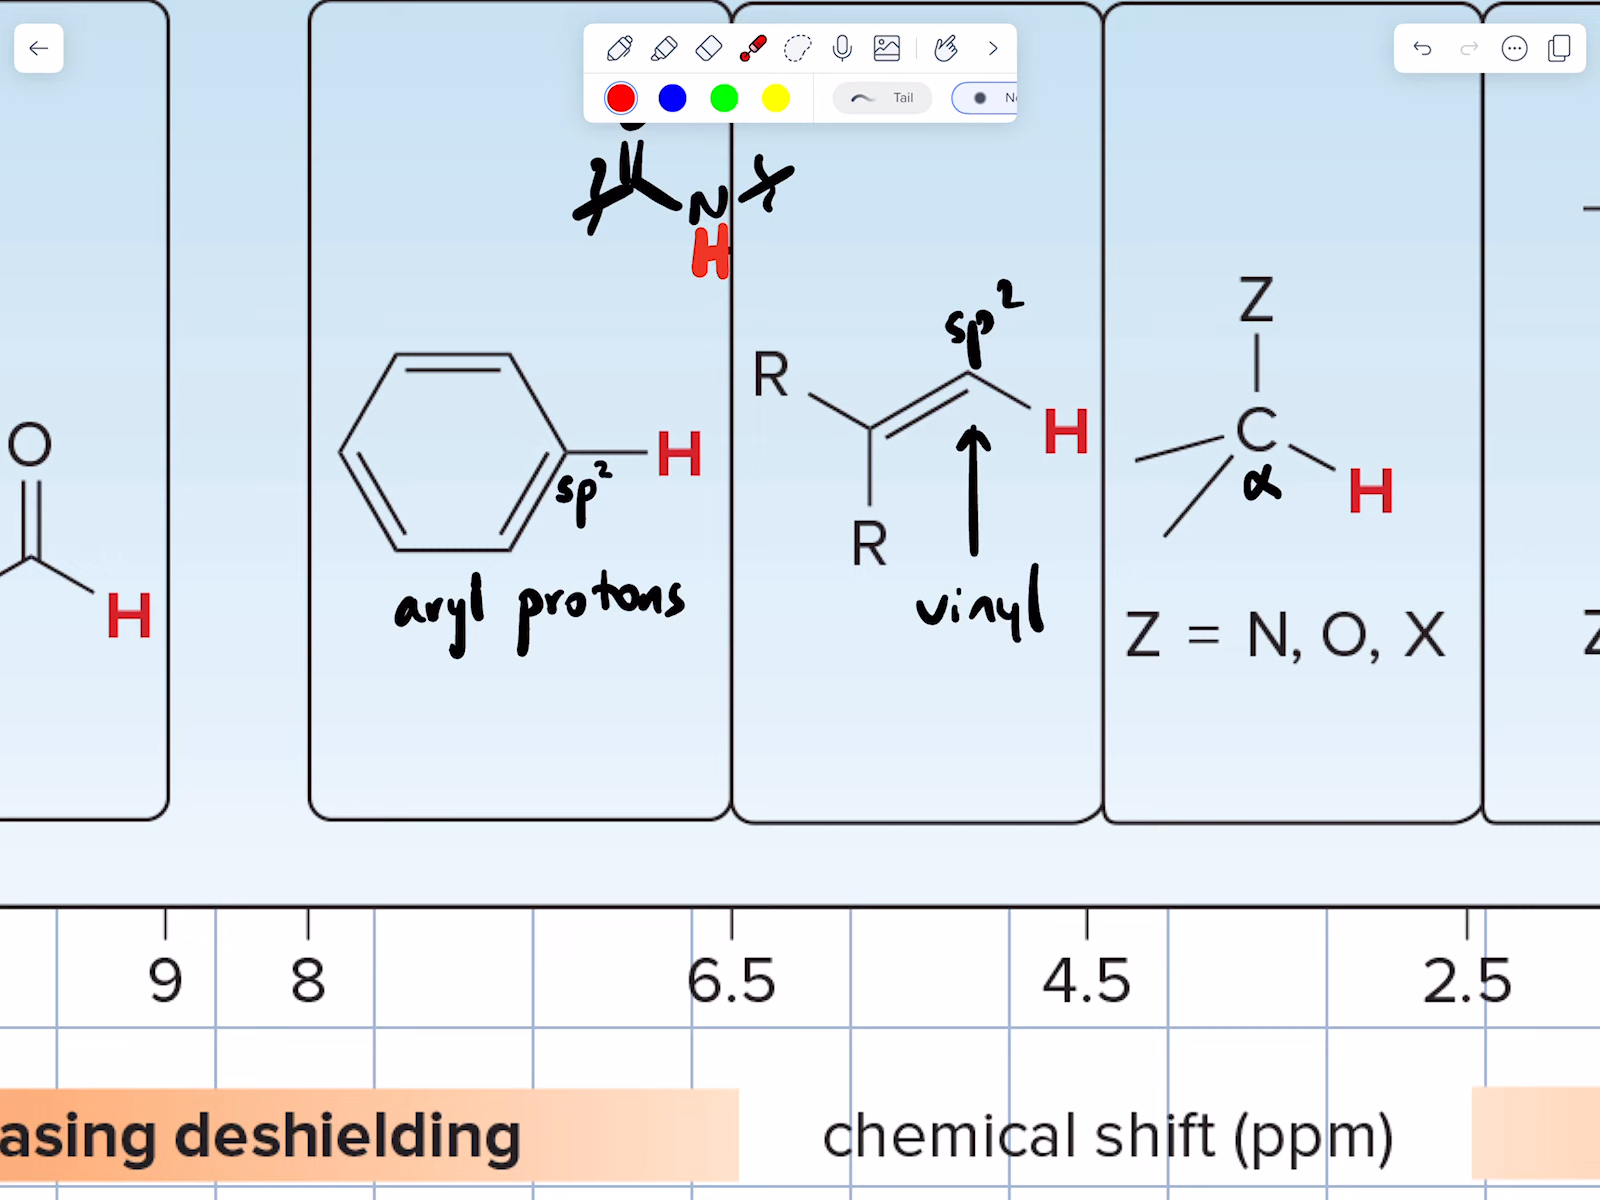 Tail
N
H
sp²
R
H
R
vinyl
Z
C
α
H
Z = N, O, X
H
sp²
aryl protons
O
H
9 8 6.5 4.5 2.5
asing deshielding
chemical shift (ppm)